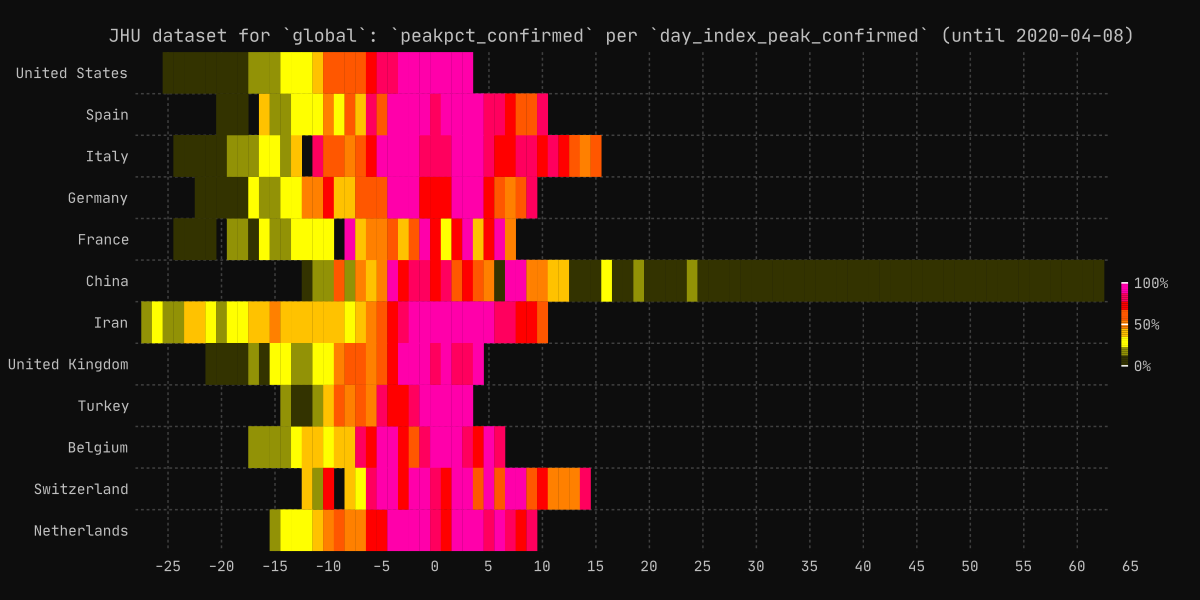 JHU dataset for `global`: `peakpct_confirmed` per `day_index_peak_confirmed` (until 2020-04-08)
United States
Spain
Italy
Germany
France
China
Iran
United Kingdom
Turkey
Belgium
Switzerland
Netherlands
100%
50%
0%
-25 -20 -15 -10 -5 0 5 10 15 20 25 30 35 40 45 50 55 60 65